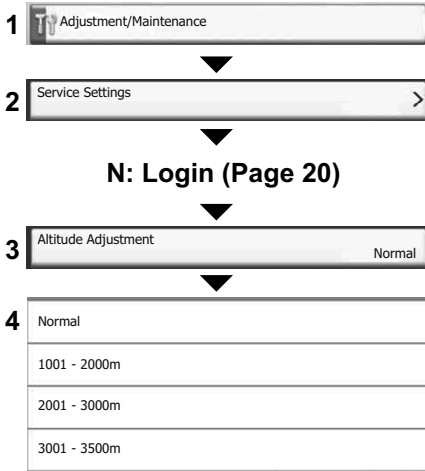 1 Adjustment/Maintenance
2 Service Settings
N: Login (Page 20)
3 Altitude Adjustment
Normal
4 Normal
1001 - 2000m
2001 - 3000m
3001 - 3500m